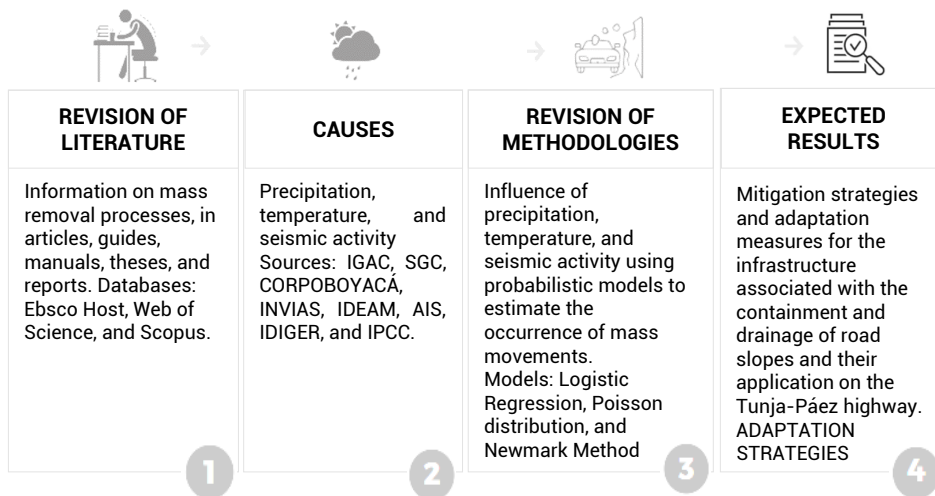 REVISION OF
LITERATURE
Information on mass
removal processes, in
articles, guides,
manuals, theses, and
reports. Databases:
Ebsco Host, Web of
Science, and Scopus.
1
CAUSES
Precipitation,
temperature, and
seismic activity
Sources: IGAC, SGC,
CORPOBOYACÁ,
INVIAS, IDEAM, AIS,
IDIGER, and IPCC.
2
REVISION OF
METHODOLOGIES
Influence of
precipitation,
temperature, and
seismic activity using
probabilistic models to
estimate the
occurrence of mass
movements.
Models: Logistic
Regression, Poisson
distribution, and
Newmark Method
3
EXPECTED
RESULTS
Mitigation strategies
and adaptation
measures for the
infrastructure
associated with the
containment and
drainage of road
slopes and their
application on the
Tunja-Páez highway.
ADAPTATION
STRATEGIES
4